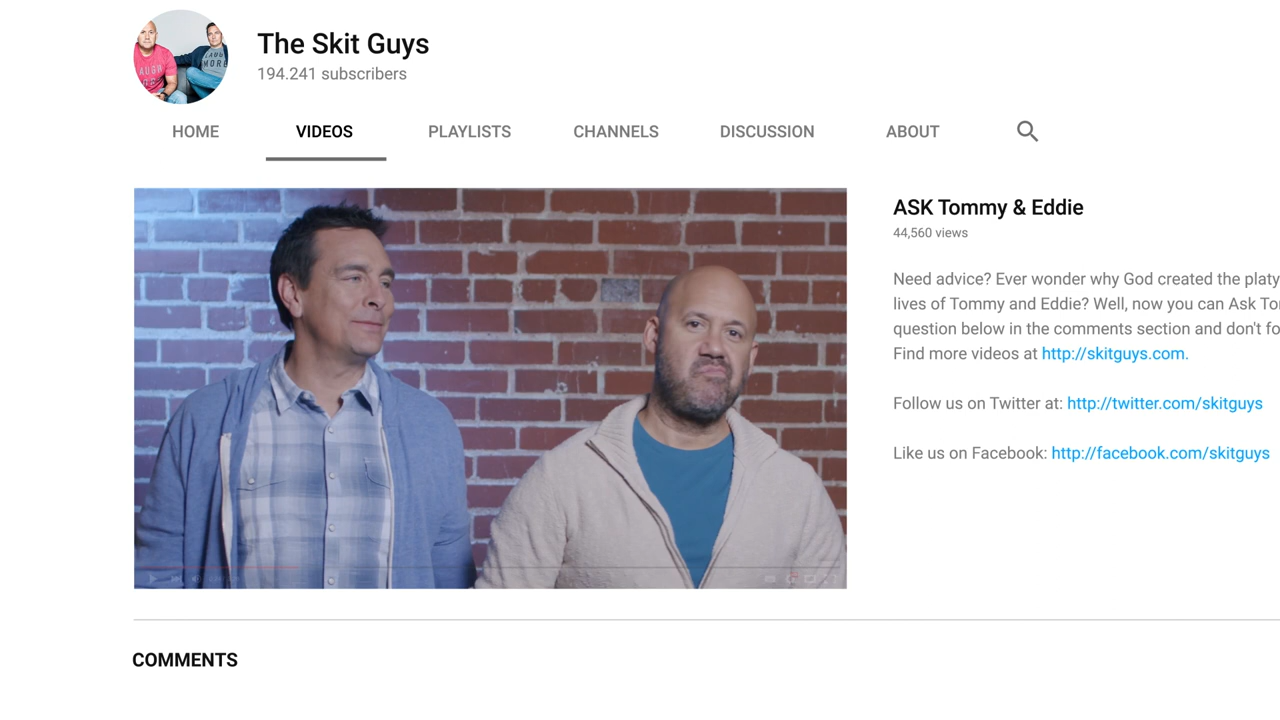 The Skit Guys
194.241 subscribers
HOME VIDEOS PLAYLISTS CHANNELS DISCUSSION ABOUT
ASK Tommy & Eddie
44,560 views
Need advice? Ever wonder why God created the platy
lives of Tommy and Eddie? Well, now you can Ask To
question below in the comments section and don't fo
Find more videos at http://skitguys.com.
Follow us on Twitter at: http://twitter.com/skitguys
Like us on Facebook: http://facebook.com/skitguys
COMMENTS